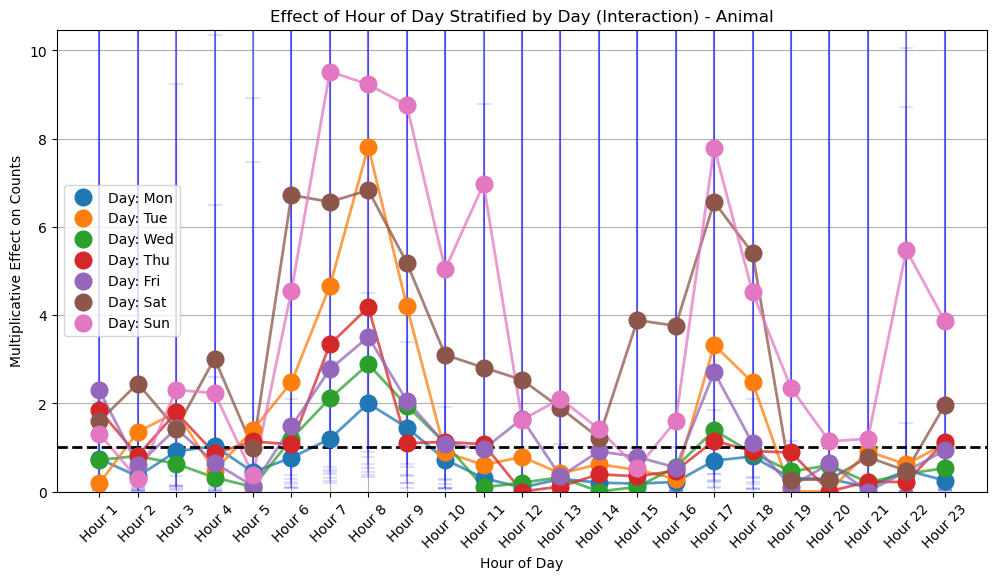 Effect of Hour of Day Stratified by Day (Interaction) - Animal
Multiplicative Effect on Counts
10
8
6
4
2
0
Day: Mon
Day: Tue
Day: Wed
Day: Thu
Day: Fri
Day: Sat
Day: Sun
Hour 1
Hour 2
Hour 3
Hour 4
Hour 5
Hour 6
Hour 7
Hour 8
Hour 9
Hour 10
Hour 11
Hour 12
Hour 13
Hour 14
Hour 15
Hour 16
Hour 17
Hour 18
Hour 19
Hour 20
Hour 21
Hour 22
Hour 23
Hour of Day